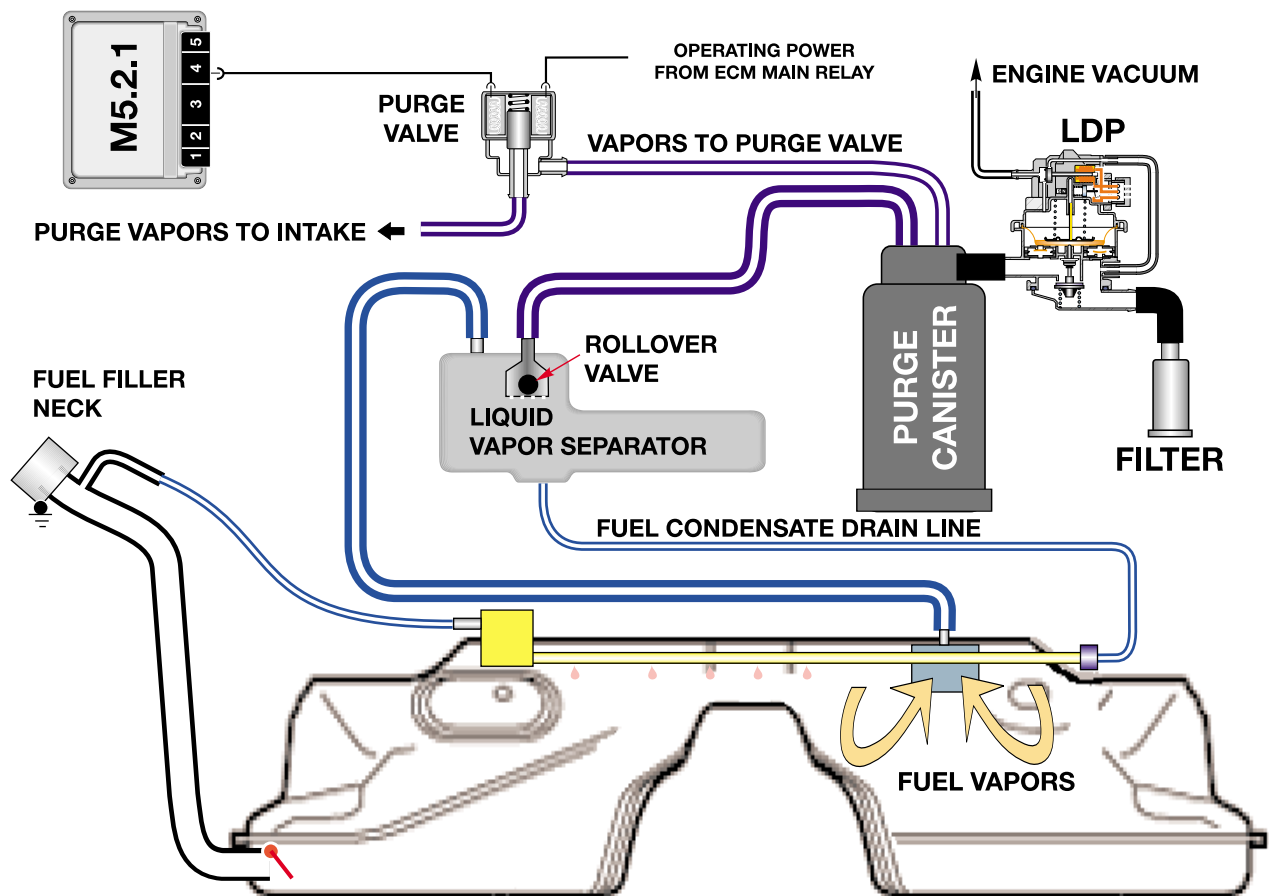 M5.2.1
5
4
3
2
1
OPERATING POWER
FROM ECM MAIN RELAY
PURGE
VALVE
ENGINE VACUUM
LDP
VAPORS TO PURGE VALVE
PURGE VAPORS TO INTAKE
ROLLOVER
VALVE
PURGE
CANISTER
FUEL FILLER
NECK
LIQUID
VAPOR SEPARATOR
FILTER
FUEL CONDENSATE DRAIN LINE
FUEL VAPORS